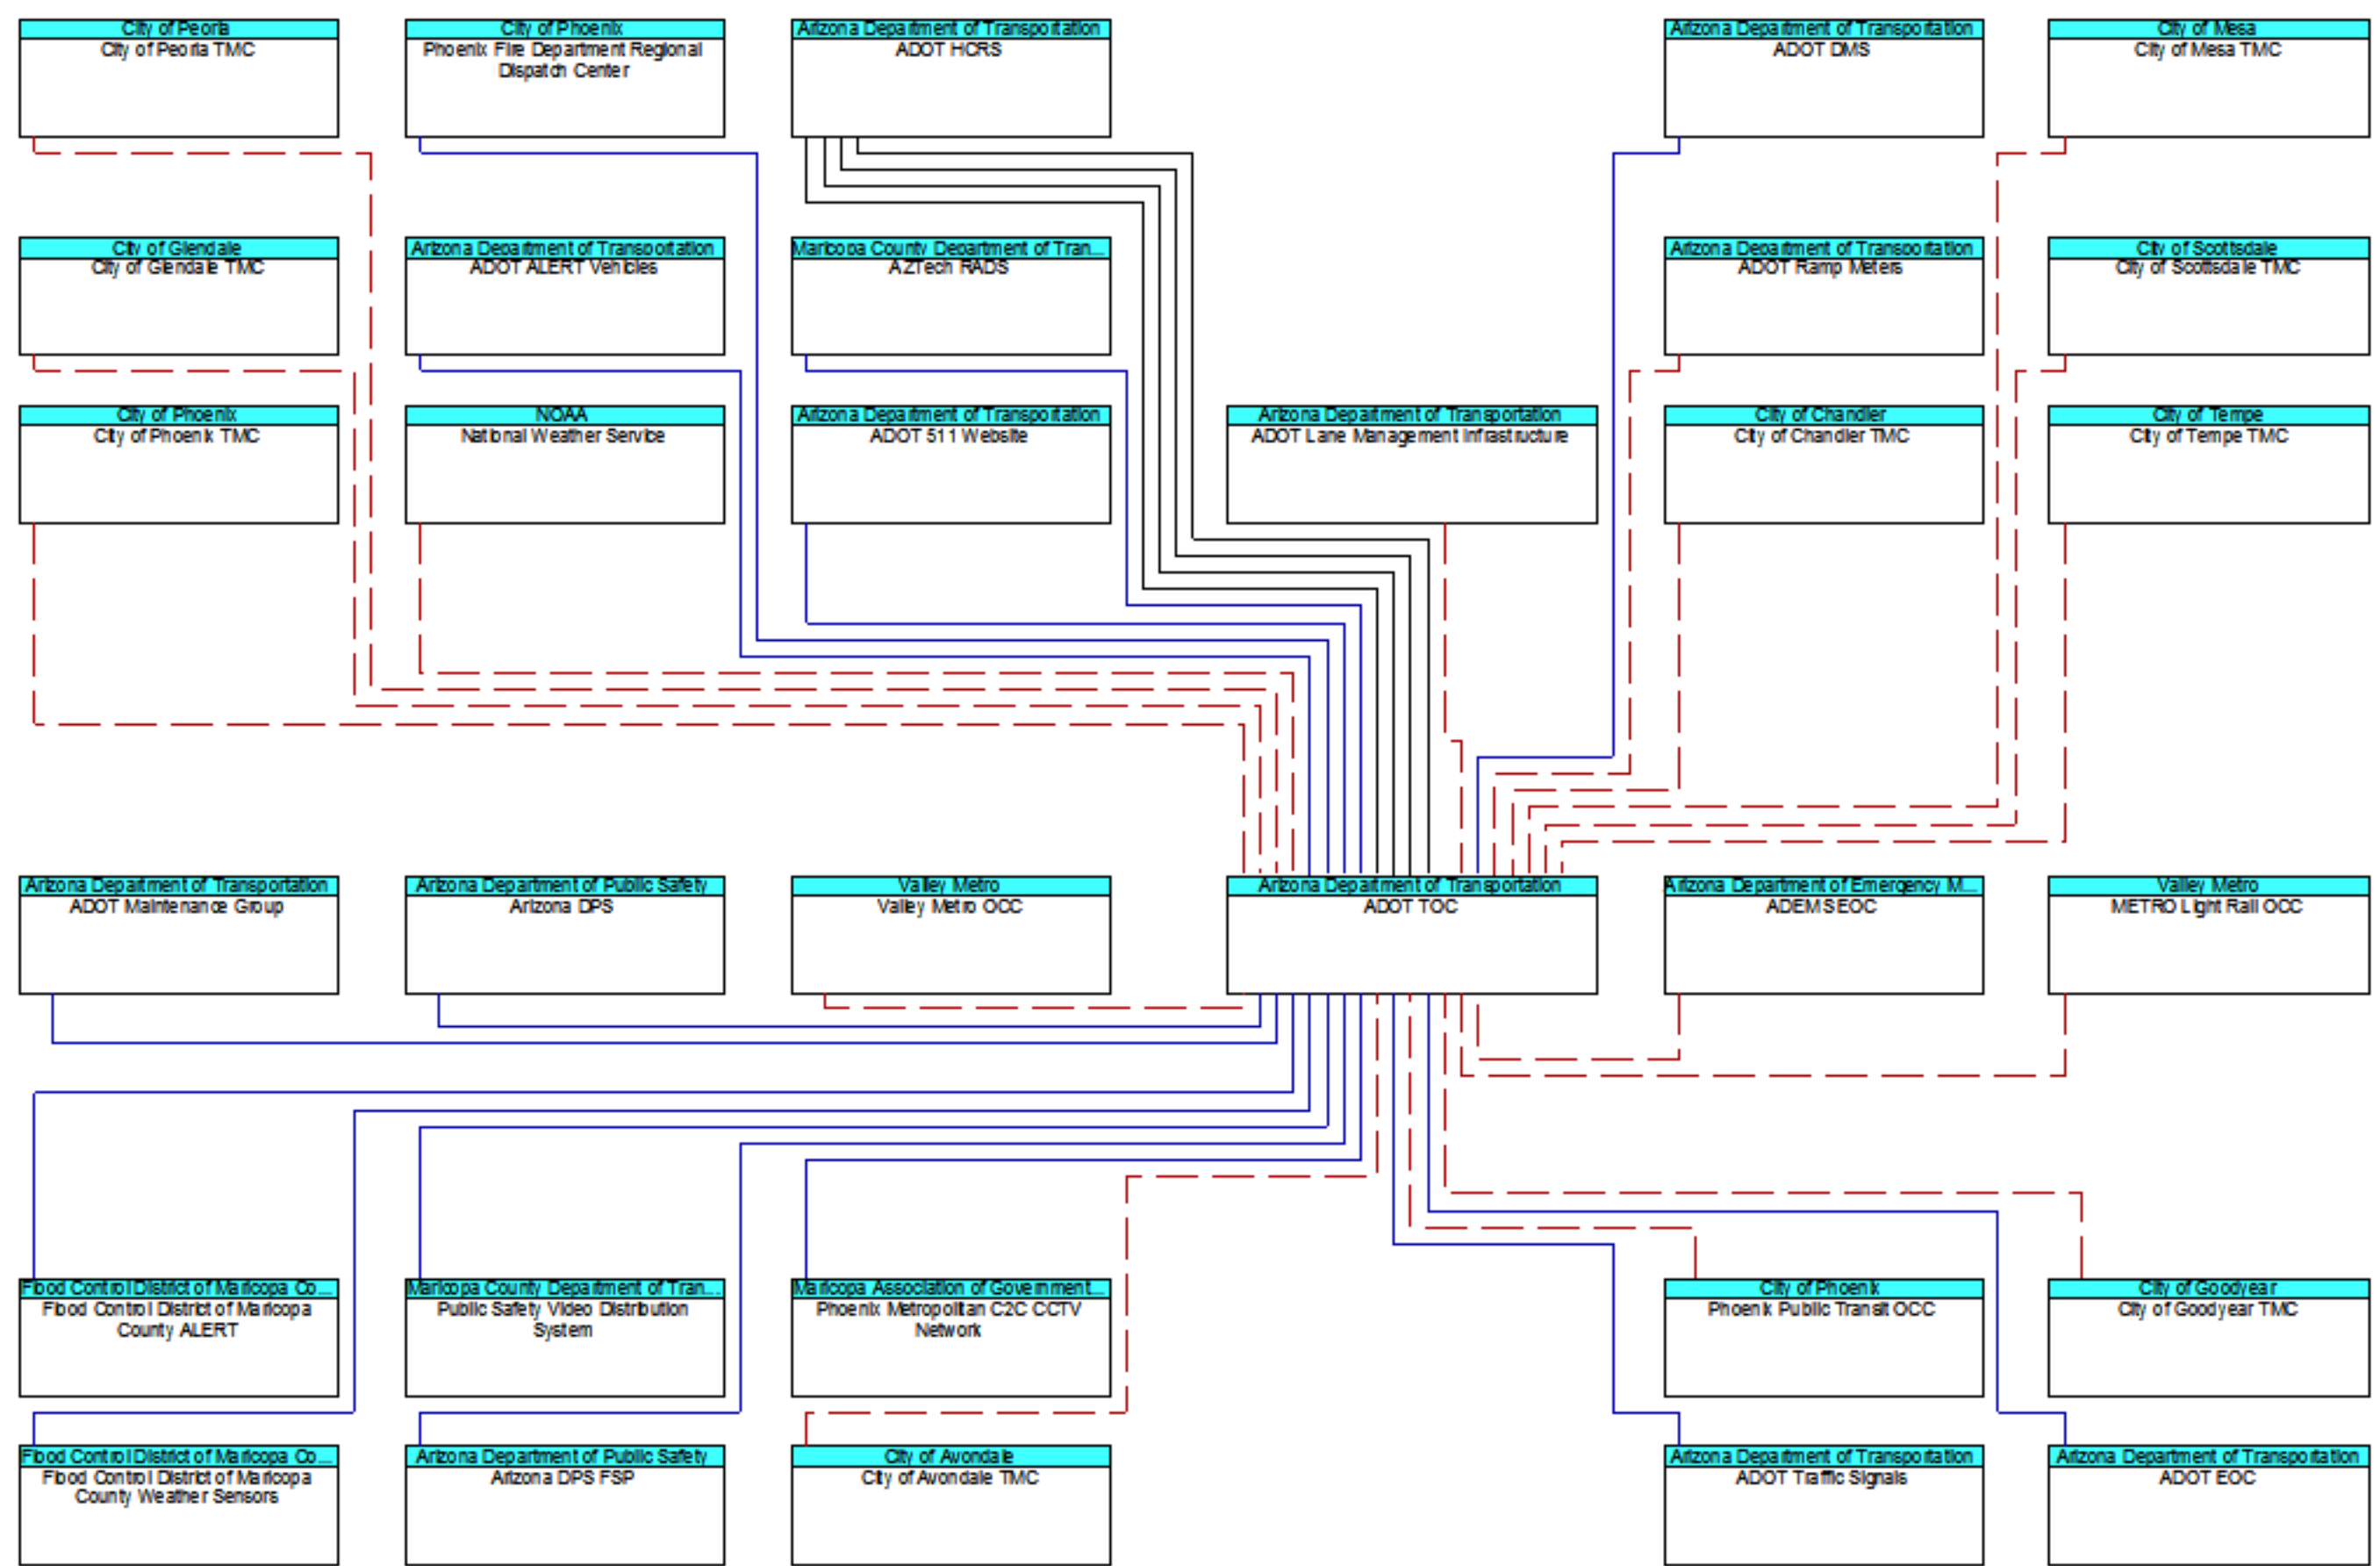 City of Peoria
City of Peoria TMC
City of Phoenix
Phoenix Fire Department Regional
Dispatch Center
Arizona Department of Transportation
ADOT HCRS
Arizona Department of Transportation
ADOT DMS
City of Mesa
City of Mesa TMC
City of Glendale
City of Glendale TMC
Arizona Department of Transportation
ADOT ALERT Vehicles
Maricopa County Department of Tran...
AZTech RADS
Arizona Department of Transportation
ADOT Ramp Meters
City of Scottsdale
City of Scottsdale TMC
City of Phoenix
City of Phoenix TMC
NOAA
National Weather Service
Arizona Department of Transportation
ADOT 511 Website
Arizona Department of Transportation
ADOT Lane Management Infrastructure
City of Chandler
City of Chandler TMC
City of Tempe
City of Tempe TMC
Arizona Department of Transportation
ADOT Maintenance Group
Arizona Department of Public Safety
Arizona DPS
Valley Metro
Valley Metro OCC
Arizona Department of Transportation
ADOT TOC
Arizona Department of Emergency M...
ADEMS EOC
Valley Metro
METRO Light Rail OCC
Flood Control District of Maricopa Co...
Flood Control District of Maricopa
County ALERT
Maricopa County Department of Tran...
Public Safety Video Distribution
System
Maricopa Association of Government...
Phoenix Metropolitan C2C CCTV
Network
City of Phoenix
Phoenix Public Transit OCC
City of Goodyear
City of Goodyear TMC
Flood Control District of Maricopa Co...
Flood Control District of Maricopa
County Weather Sensors
Arizona Department of Public Safety
Arizona DPS FSP
City of Avondale
City of Avondale TMC
Arizona Department of Transportation
ADOT Traffic Signals
Arizona Department of Transportation
ADOT EOC